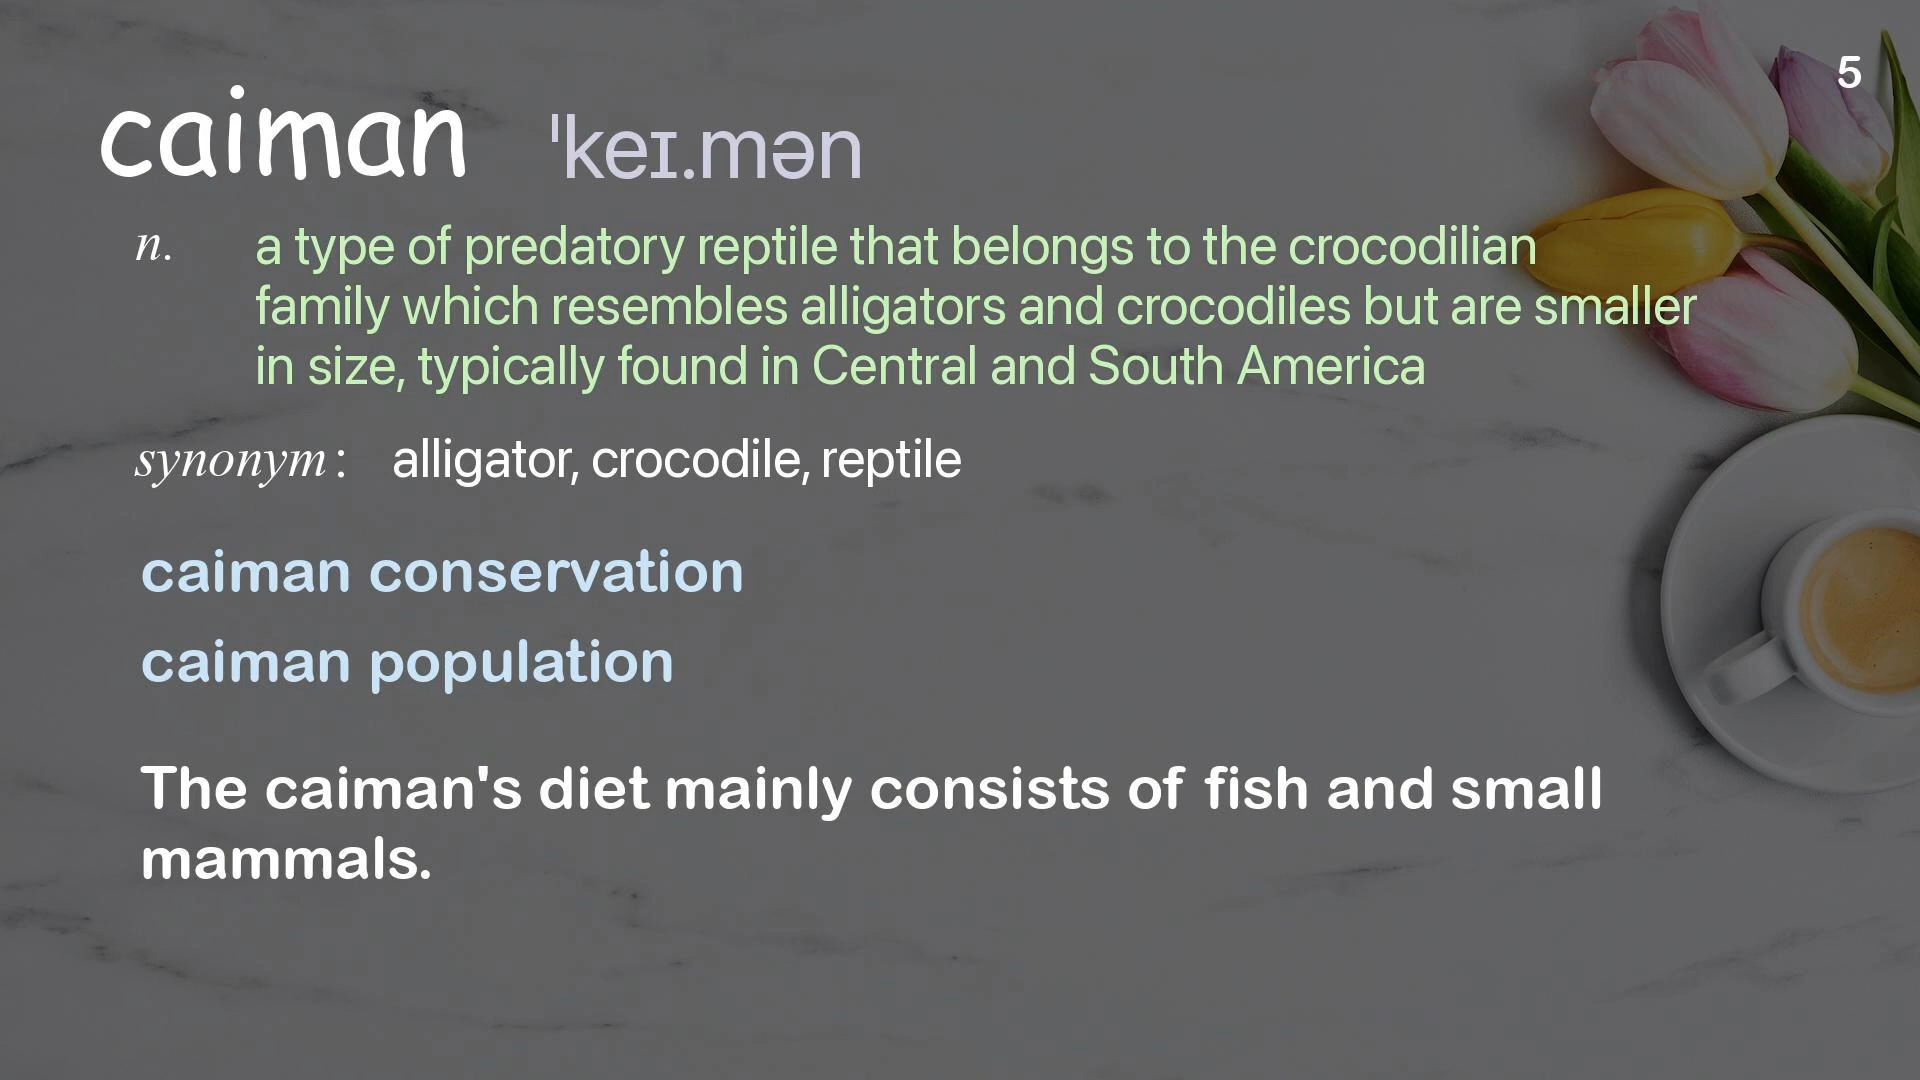 5
caiman ˈkeɪ.mən
n. a type of predatory reptile that belongs to the crocodilian
family which resembles alligators and crocodiles but are smaller
in size, typically found in Central and South America
synonym: alligator, crocodile, reptile
caiman conservation
caiman population
The caiman's diet mainly consists of fish and small
mammals.